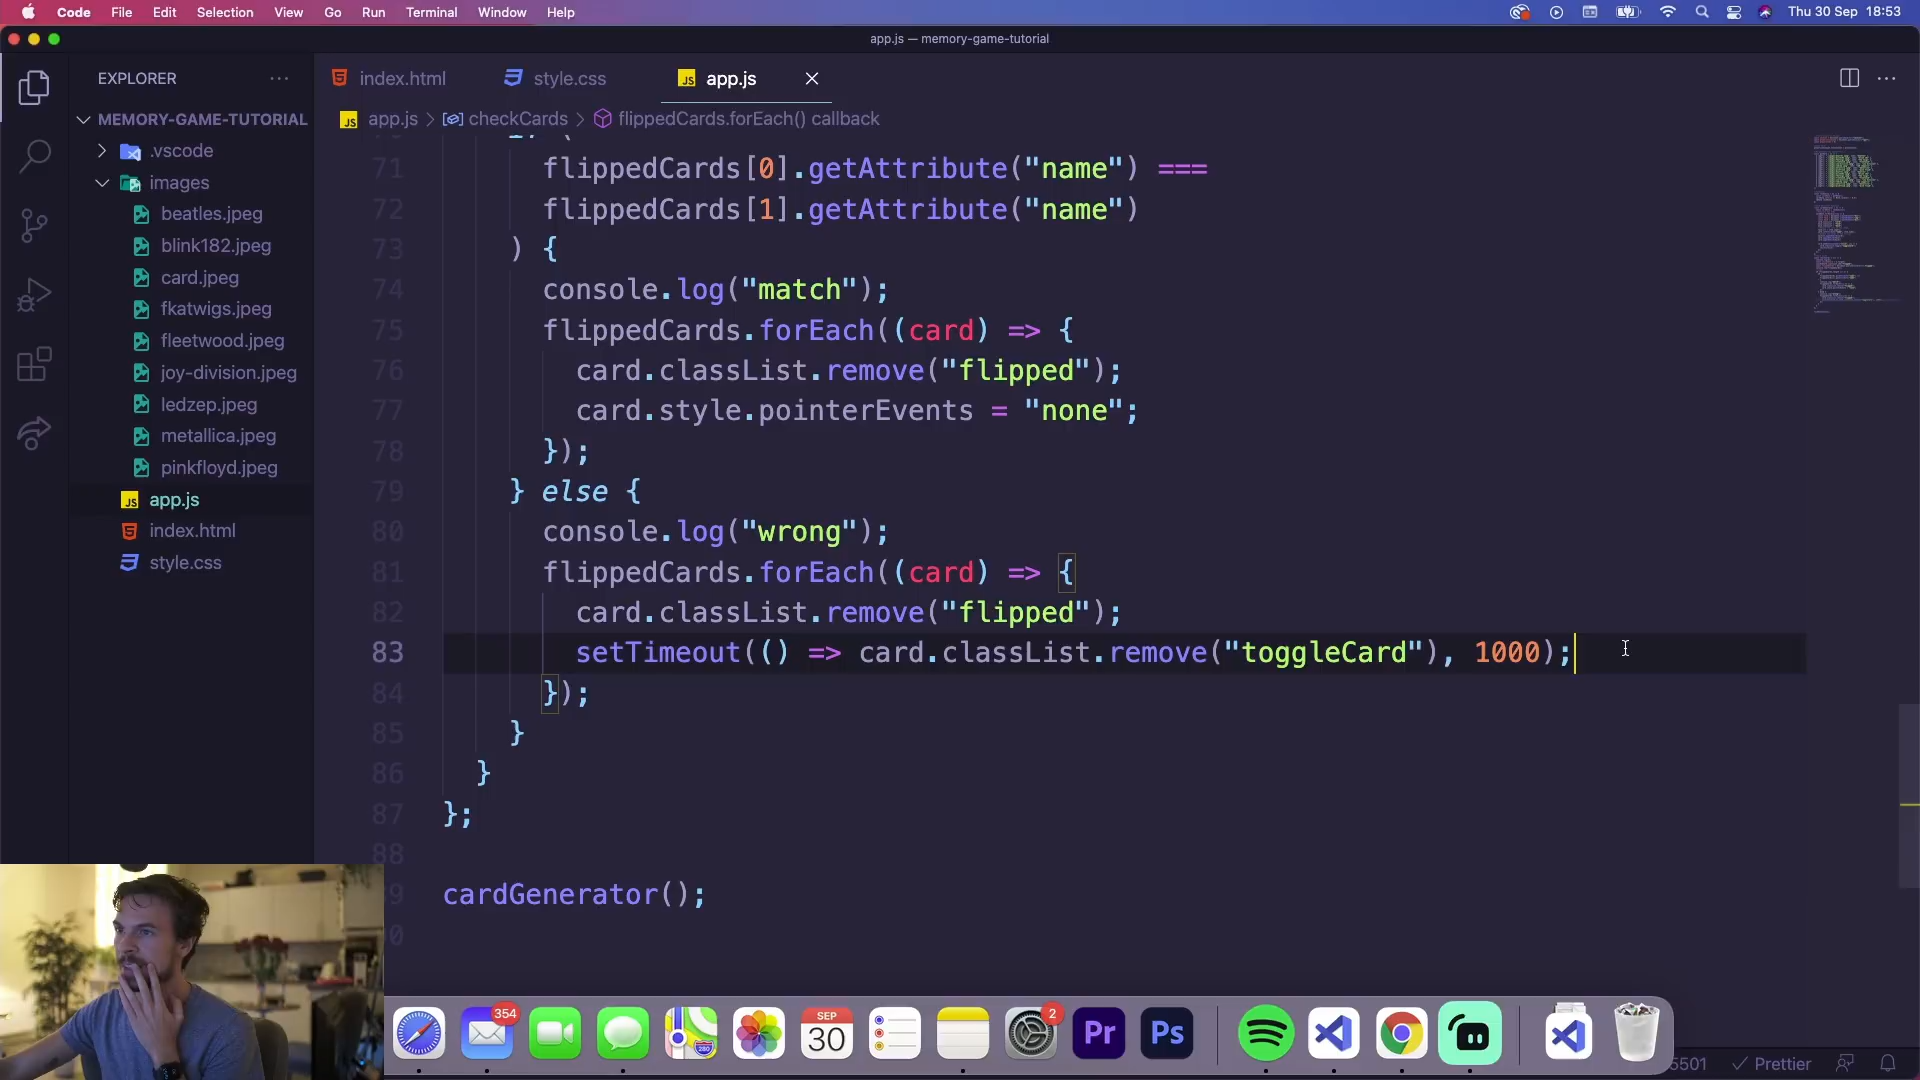 Code File Edit Selection View Go Run Terminal Window Help Thu 30 Sep 18:53
app.js — memory-game-tutorial
EXPLORER
index.html style.css app.js
MEMORY-GAME-TUTORIAL
app.js > checkCards > flippedCards.forEach() callback
.vscode
images
beatles.jpeg
blink182.jpeg
card.jpeg
fkatwigs.jpeg
fleetwood.jpeg
joy-division.jpeg
ledzep.jpeg
metallica.jpeg
pinkfloyd.jpeg
app.js
index.html
style.css
71 flippedCards[0].getAttribute("name") ===
72 flippedCards[1].getAttribute("name")
73 ) {
74 console.log("match");
75 flippedCards.forEach((card) => {
76 card.classList.remove("flipped");
77 card.style.pointerEvents = "none";
78 });
79 } else {
80 console.log("wrong");
81 flippedCards.forEach((card) => {
82 card.classList.remove("flipped");
83 setTimeout(() => card.classList.remove("toggleCard"), 1000);
84 });
85 }
86 }
87 };
88
cardGenerator();
354
SEP
30
280
2
Pr
Ps
5501 Prettier